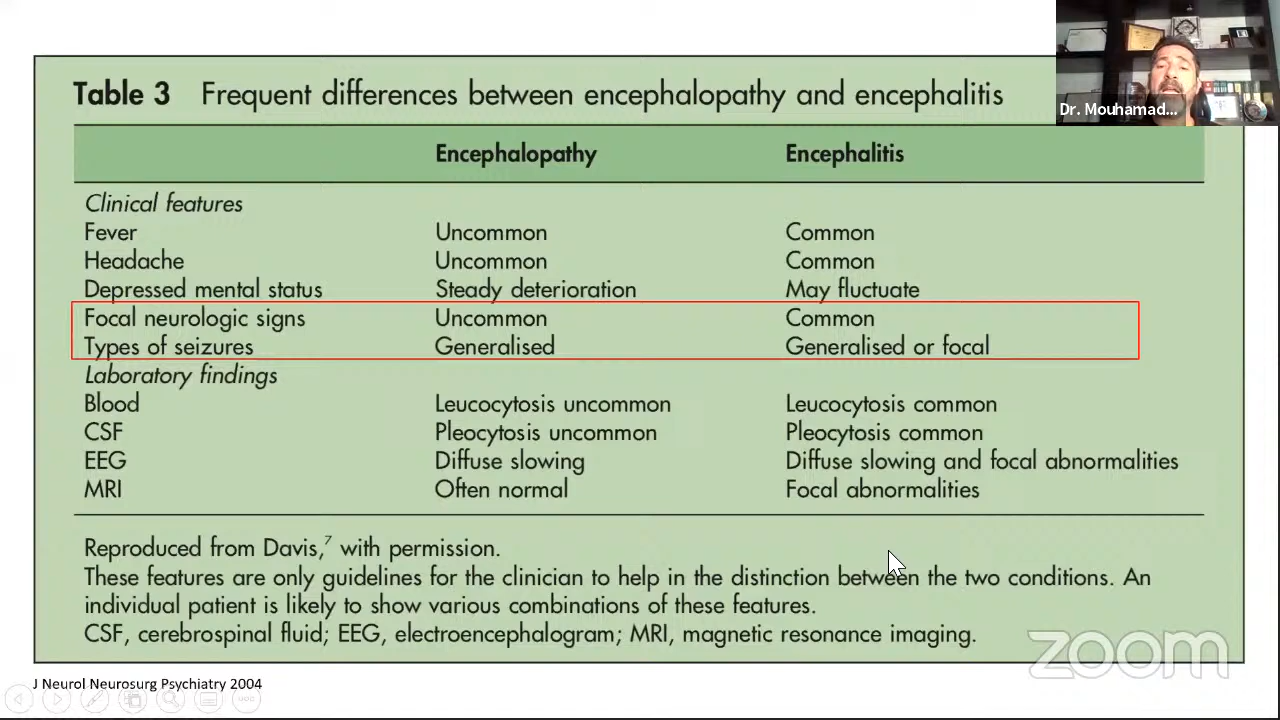 Table 3 Frequent differences between encephalopathy and encephalitis
Dr. Mouhamad...
Encephalopathy Encephalitis
Clinical features
Fever Uncommon Common
Headache Uncommon Common
Depressed mental status Steady deterioration May fluctuate
Focal neurologic signs Uncommon Common
Types of seizures Generalised Generalised or focal
Laboratory findings
Blood Leucocytosis uncommon Leucocytosis common
CSF Pleocytosis uncommon Pleocytosis common
EEG Diffuse slowing Diffuse slowing and focal abnormalities
MRI Often normal Focal abnormalities
Reproduced from Davis,7 with permission.
These features are only guidelines for the clinician to help in the distinction between the two conditions. An
individual patient is likely to show various combinations of these features.
CSF, cerebrospinal fluid; EEG, electroencephalogram; MRI, magnetic resonance imaging.
zoom
J Neurol Neurosurg Psychiatry 2004